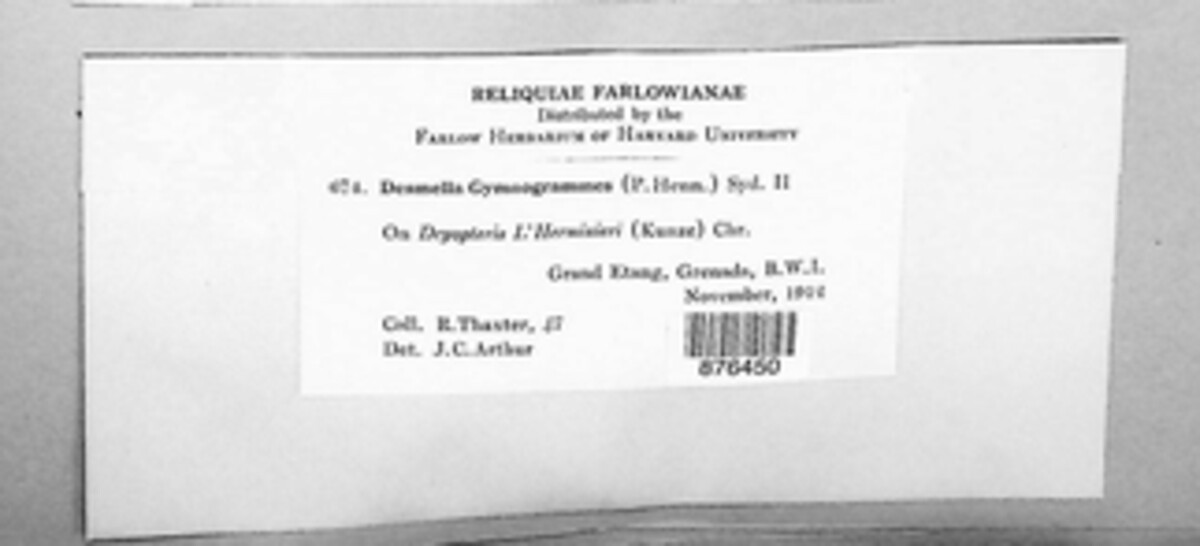 RELIQUIAE FARLOWIANAE
Distributed by the
FARLOW HERBARIUM OF HARVARD UNIVERSITY
Desmella Gymnogrammes (P. Henn.) Syd. II
On Dryopteris L'Herminieri (Kunze) Chr.
Grand Etang, Grenada, B.W.I.
November,
Coll. R. Thaxter,
Det. J.C. Arthur
876450